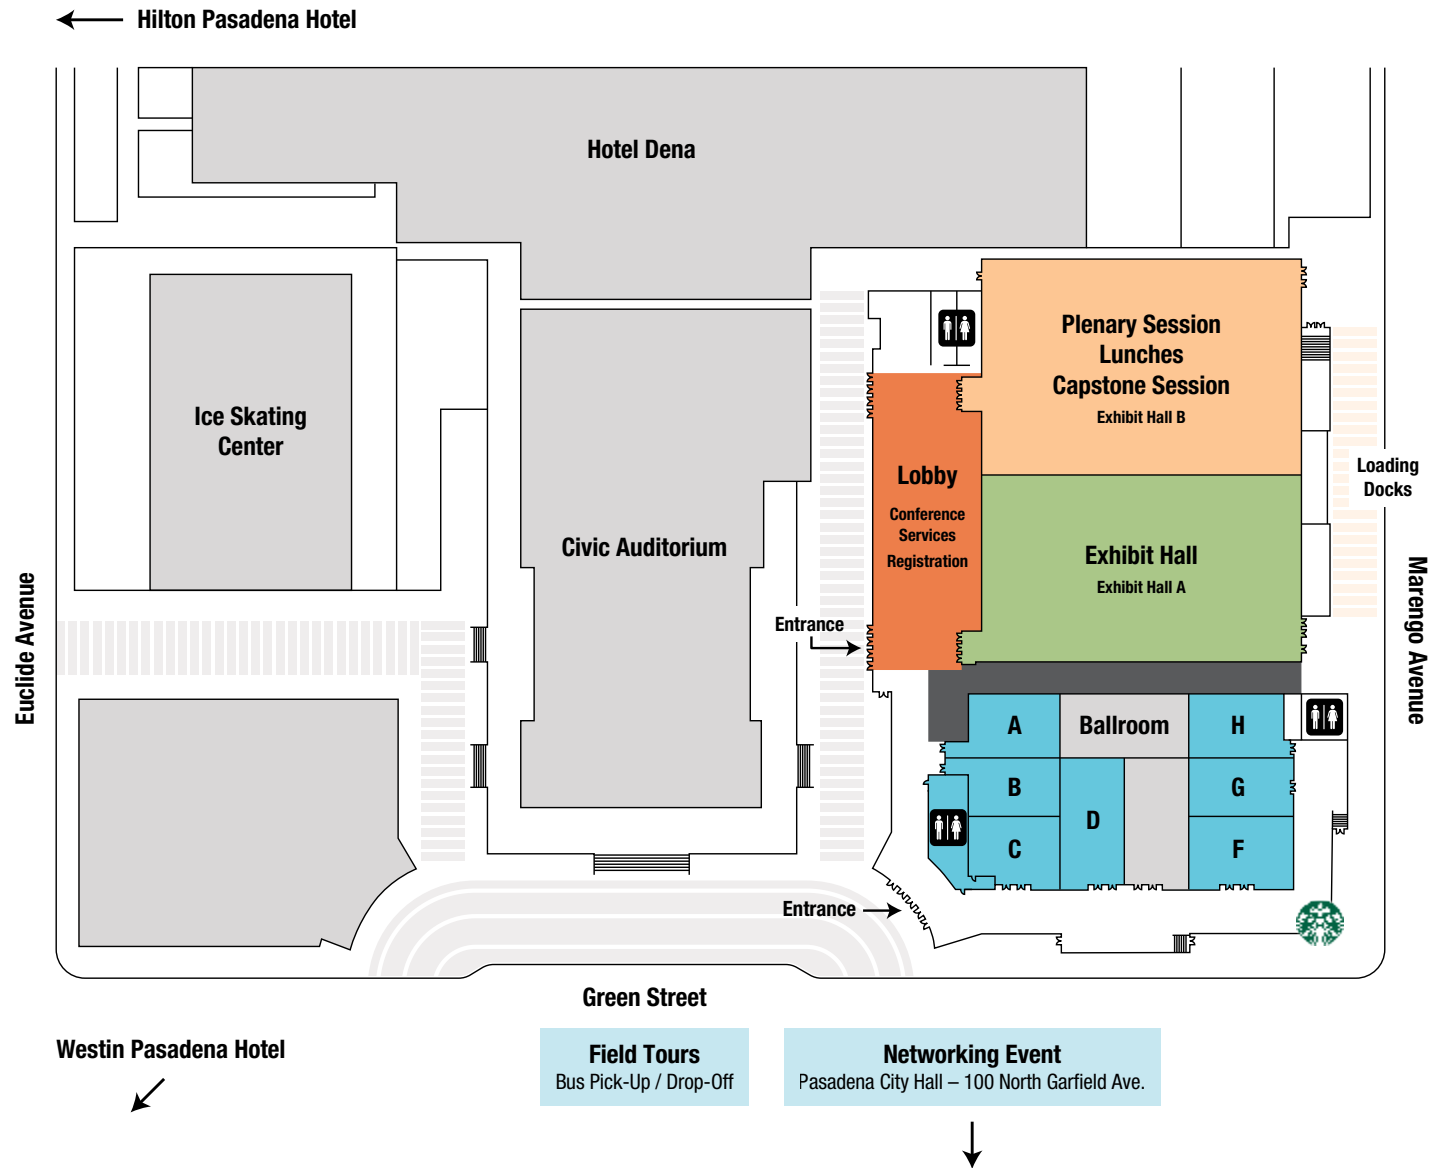 Hilton Pasadena Hotel
Hotel Dena
Plenary Session
Lunches
Capstone Session
Exhibit Hall B
Ice Skating
Center
Lobby
Conference
Services
Registration
Loading
Docks
Civic Auditorium
Exhibit Hall
Exhibit Hall A
Entrance
Euclide Avenue
Marengo Avenue
A
Ballroom
H
B
G
D
C
F
Entrance
Green Street
Westin Pasadena Hotel
Field Tours
Bus Pick-Up / Drop-Off
Networking Event
Pasadena City Hall – 100 North Garfield Ave.